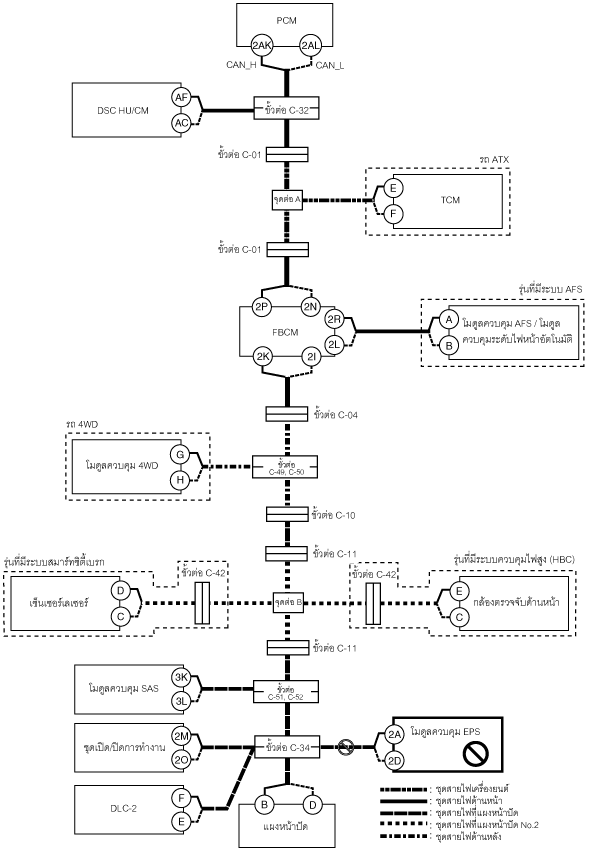 PCM
2AK
2AL
CAN_H
CAN_L
DSC HU/CM
AF
AC
ขั้วต่อ C-32
ขั้วต่อ C-01
รถ ATX
จุดต่อ A
E
F
TCM
ขั้วต่อ C-01
2P
2N
FBCM
2R
2L
2K
2I
รุ่นที่มีระบบ AFS
A
B
โมดูลควบคุม AFS / โมดูล
ควบคุมระดับไฟหน้าอัตโนมัติ
ขั้วต่อ C-04
รถ 4WD
โมดูลควบคุม 4WD
G
H
ขั้วต่อ
C-49, C-50
ขั้วต่อ C-10
ขั้วต่อ C-11
รุ่นที่มีระบบสมาร์ทซิตี้เบรก
ขั้วต่อ C-42
เซ็นเซอร์เลเซอร์
D
C
จุดต่อ B
รุ่นที่มีระบบควบคุมไฟสูง (HBC)
ขั้วต่อ C-42
E
C
กล้องตรวจจับด้านหน้า
ขั้วต่อ C-11
โมดูลควบคุม SAS
3K
3L
ขั้วต่อ
C-51, C-52
ชุดเปิด/ปิดการทำงาน
2M
2O
ขั้วต่อ C-34
2A
2D
โมดูลควบคุม EPS
DLC-2
F
E
B
D
แผงหน้าปัด
: ชุดสายไฟเครื่องยนต์
: ชุดสายไฟด้านหน้า
: ชุดสายไฟที่แผงหน้าปัด
: ชุดสายไฟที่แผงหน้าปัด No.2
: ชุดสายไฟด้านหลัง